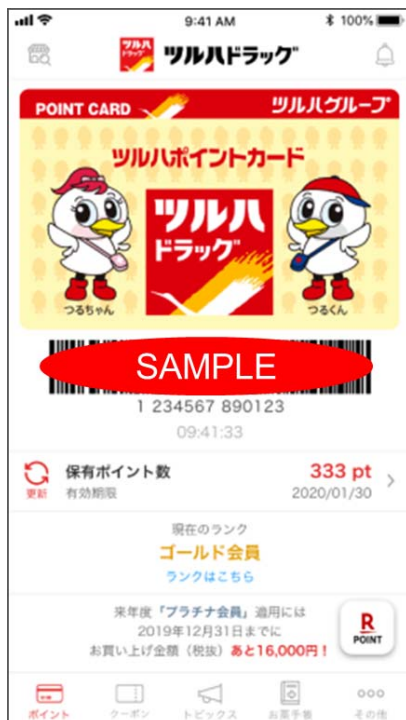 9:41 AM
100%
ツルハドラッグ ツルハドラッグ
POINT CARD
ツルハグループ
ツルハポイントカード
ツルハ
ドラッグ
つるちゃん
つるくん
SAMPLE
1 234567 890123
09:41:33
保有ポイント数
333 pt
更新
有効期限
2020/01/30
現在のランク
ゴールド会員
ランクはこちら
来年度「プラチナ会員」適用には
2019年12月31日までに
お買い上げ金額（税抜）あと16,000円！
R
POINT
ポイント
クーポン
トピックス
お薬手帳
その他